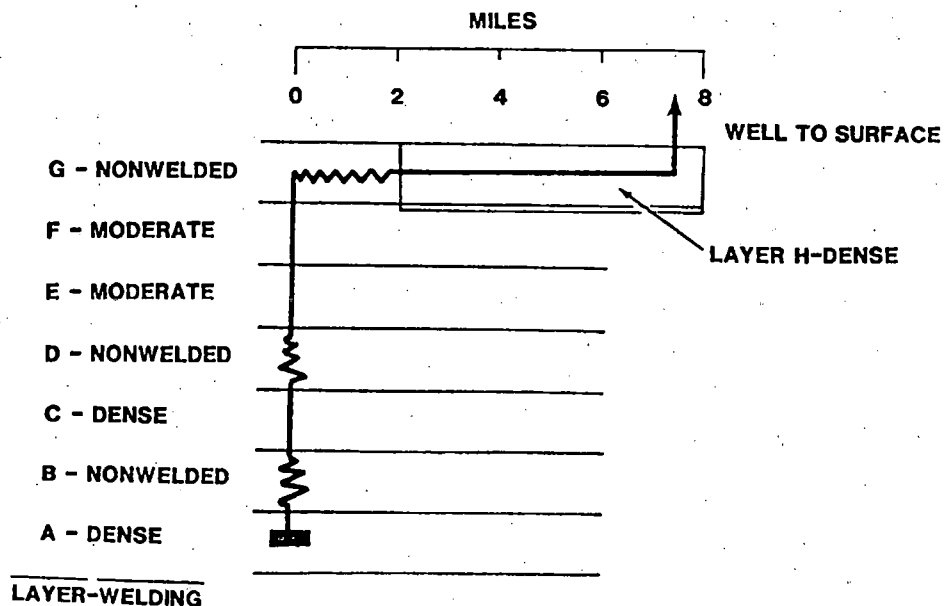 MILES
0 2 4 6 8
WELL TO SURFACE
G - NONWELDED
F - MODERATE
LAYER H-DENSE
E - MODERATE
D - NONWELDED
C - DENSE
B - NONWELDED
A - DENSE
LAYER-WELDING